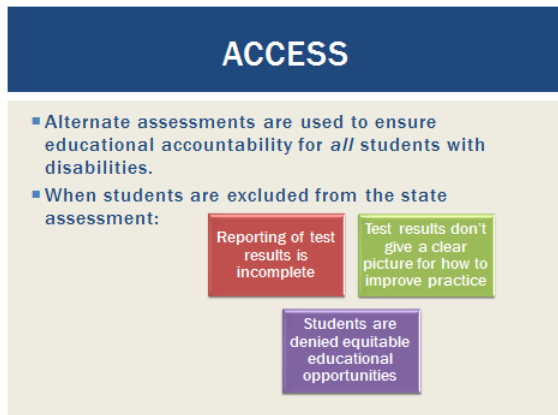 ACCESS
Alternate assessments are used to ensure
educational accountability for all students with
disabilities.
When students are excluded from the state
assessment:
Reporting of test
results is
incomplete
Test results don't
give a clear
picture for how to
improve practice
Students are
denied equitable
educational
opportunities